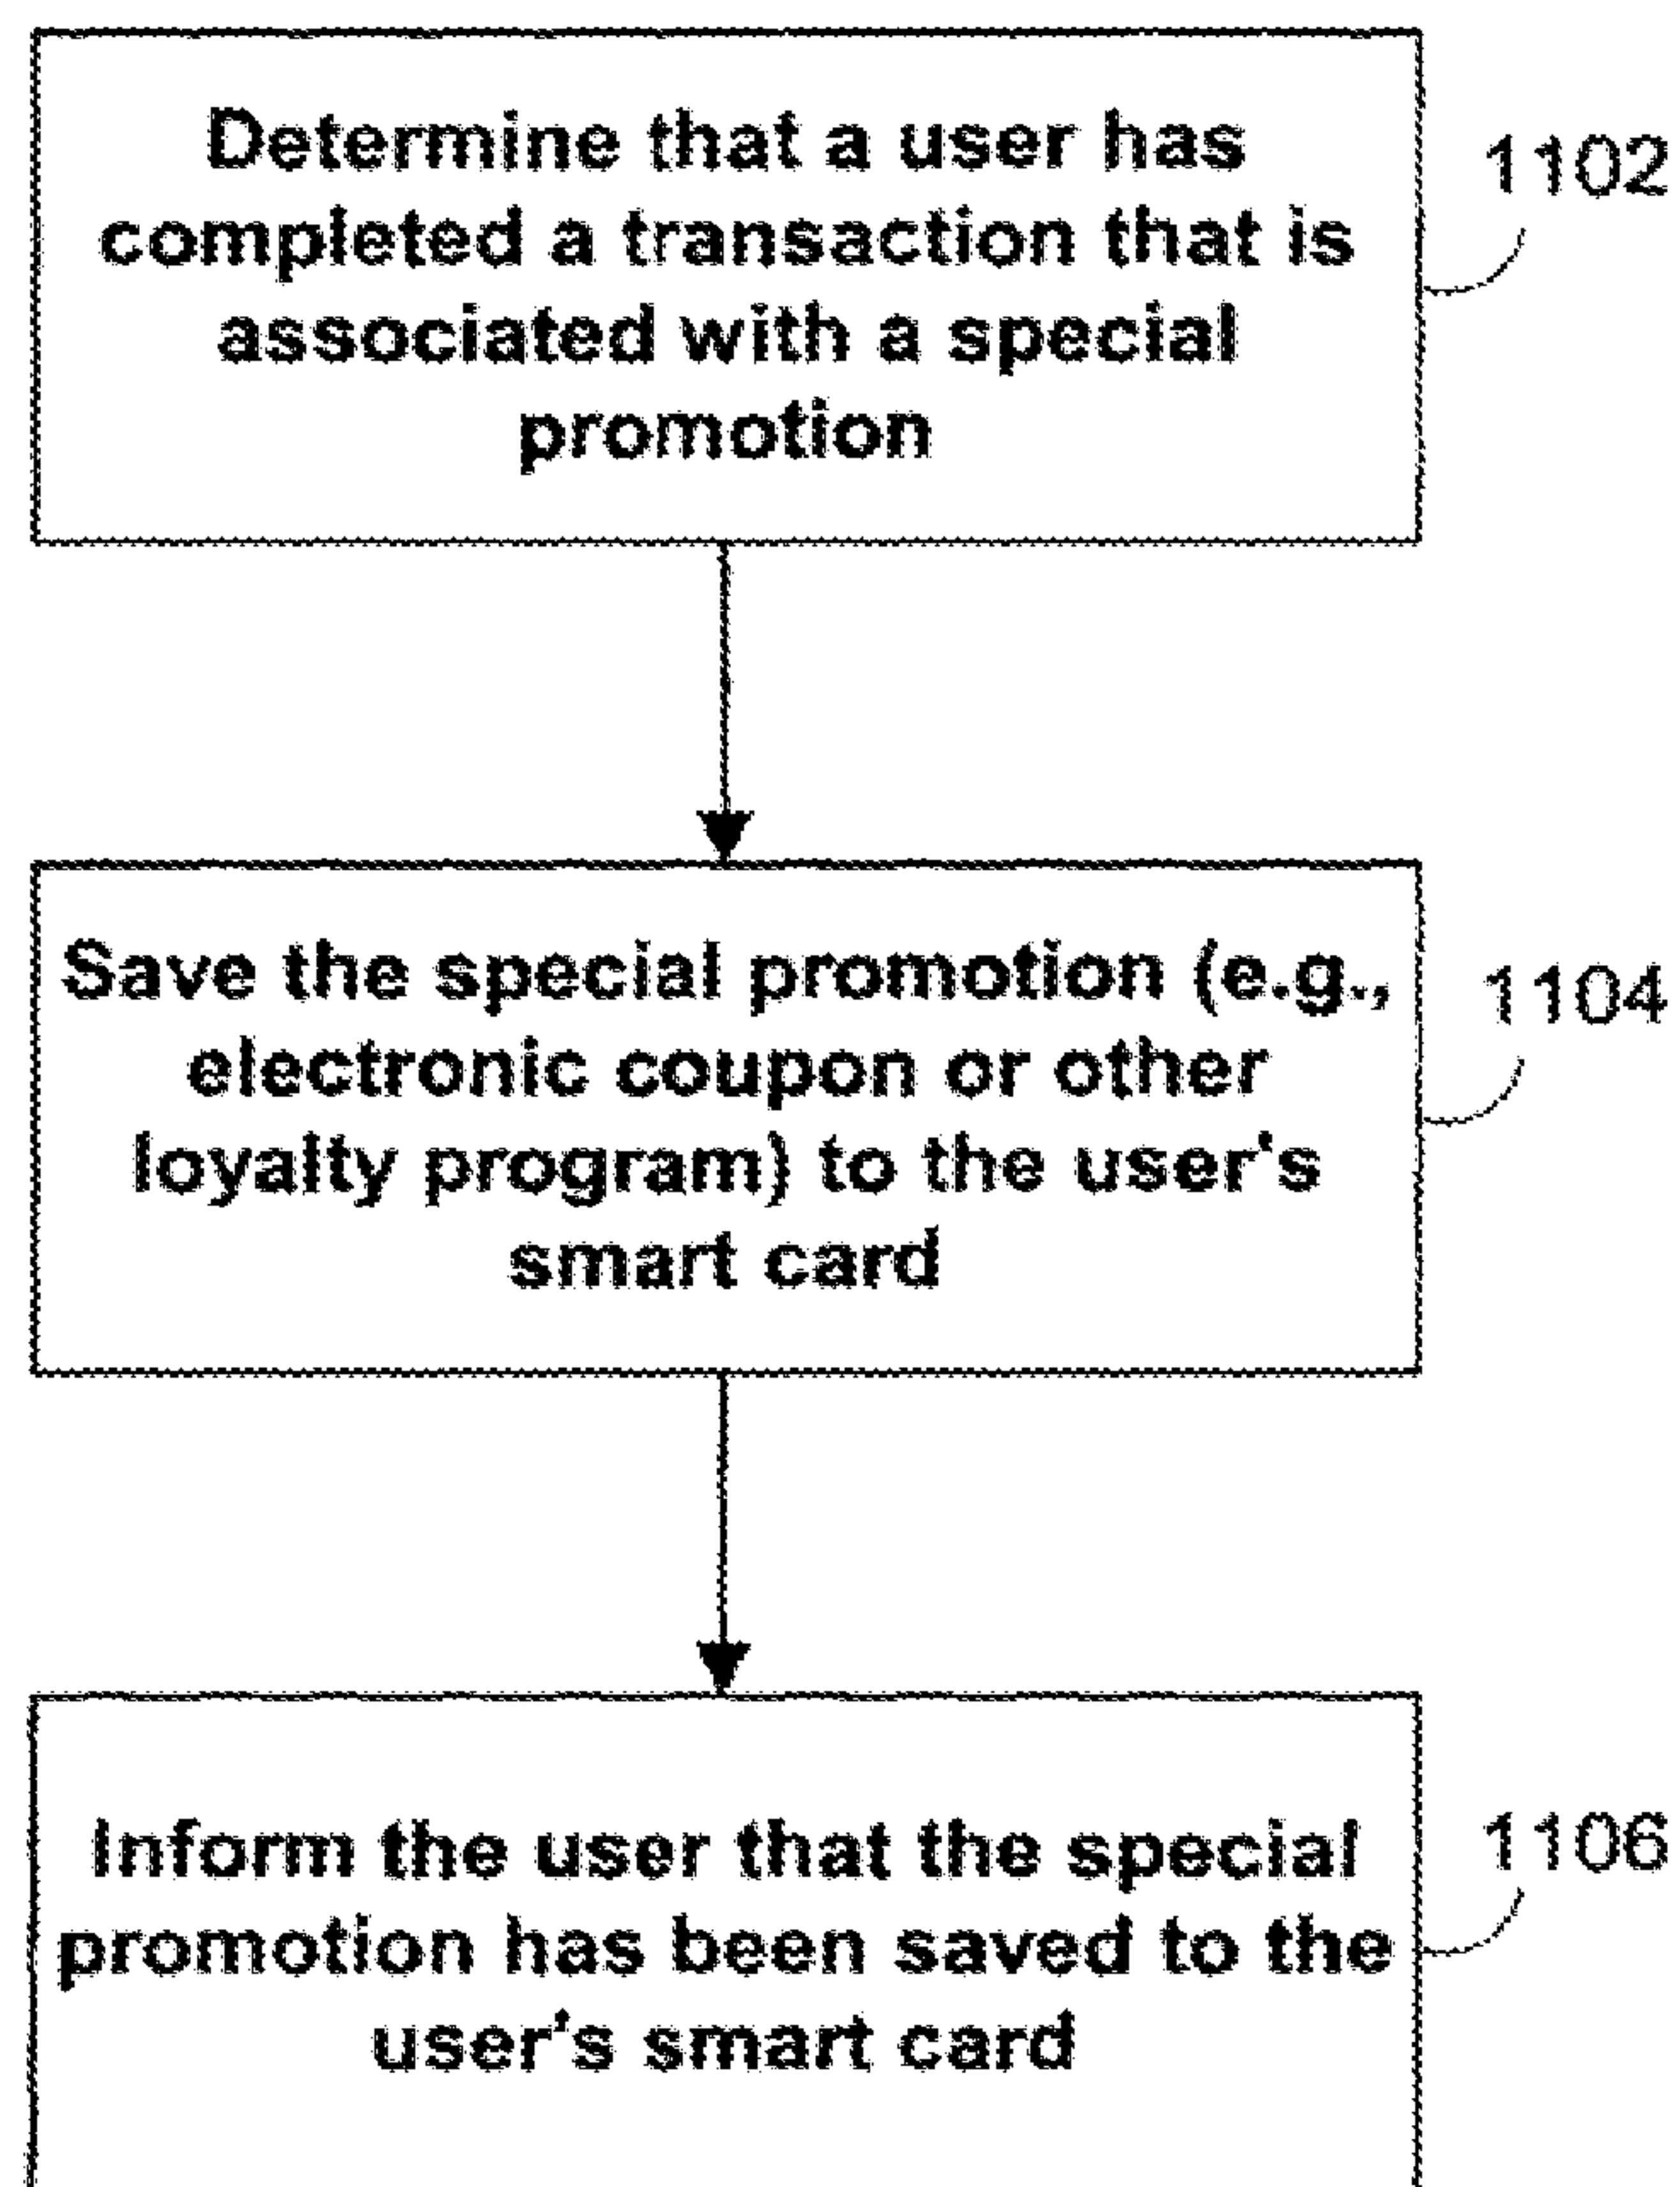 Determine that a user has
completed a transaction that is
associated with a special
promotion
1102
Save the special promotion (e.g.,
electronic coupon or other
loyalty program) to the user's
smart card
1104
Inform the user that the special
promotion has been saved to the
user's smart card
1106